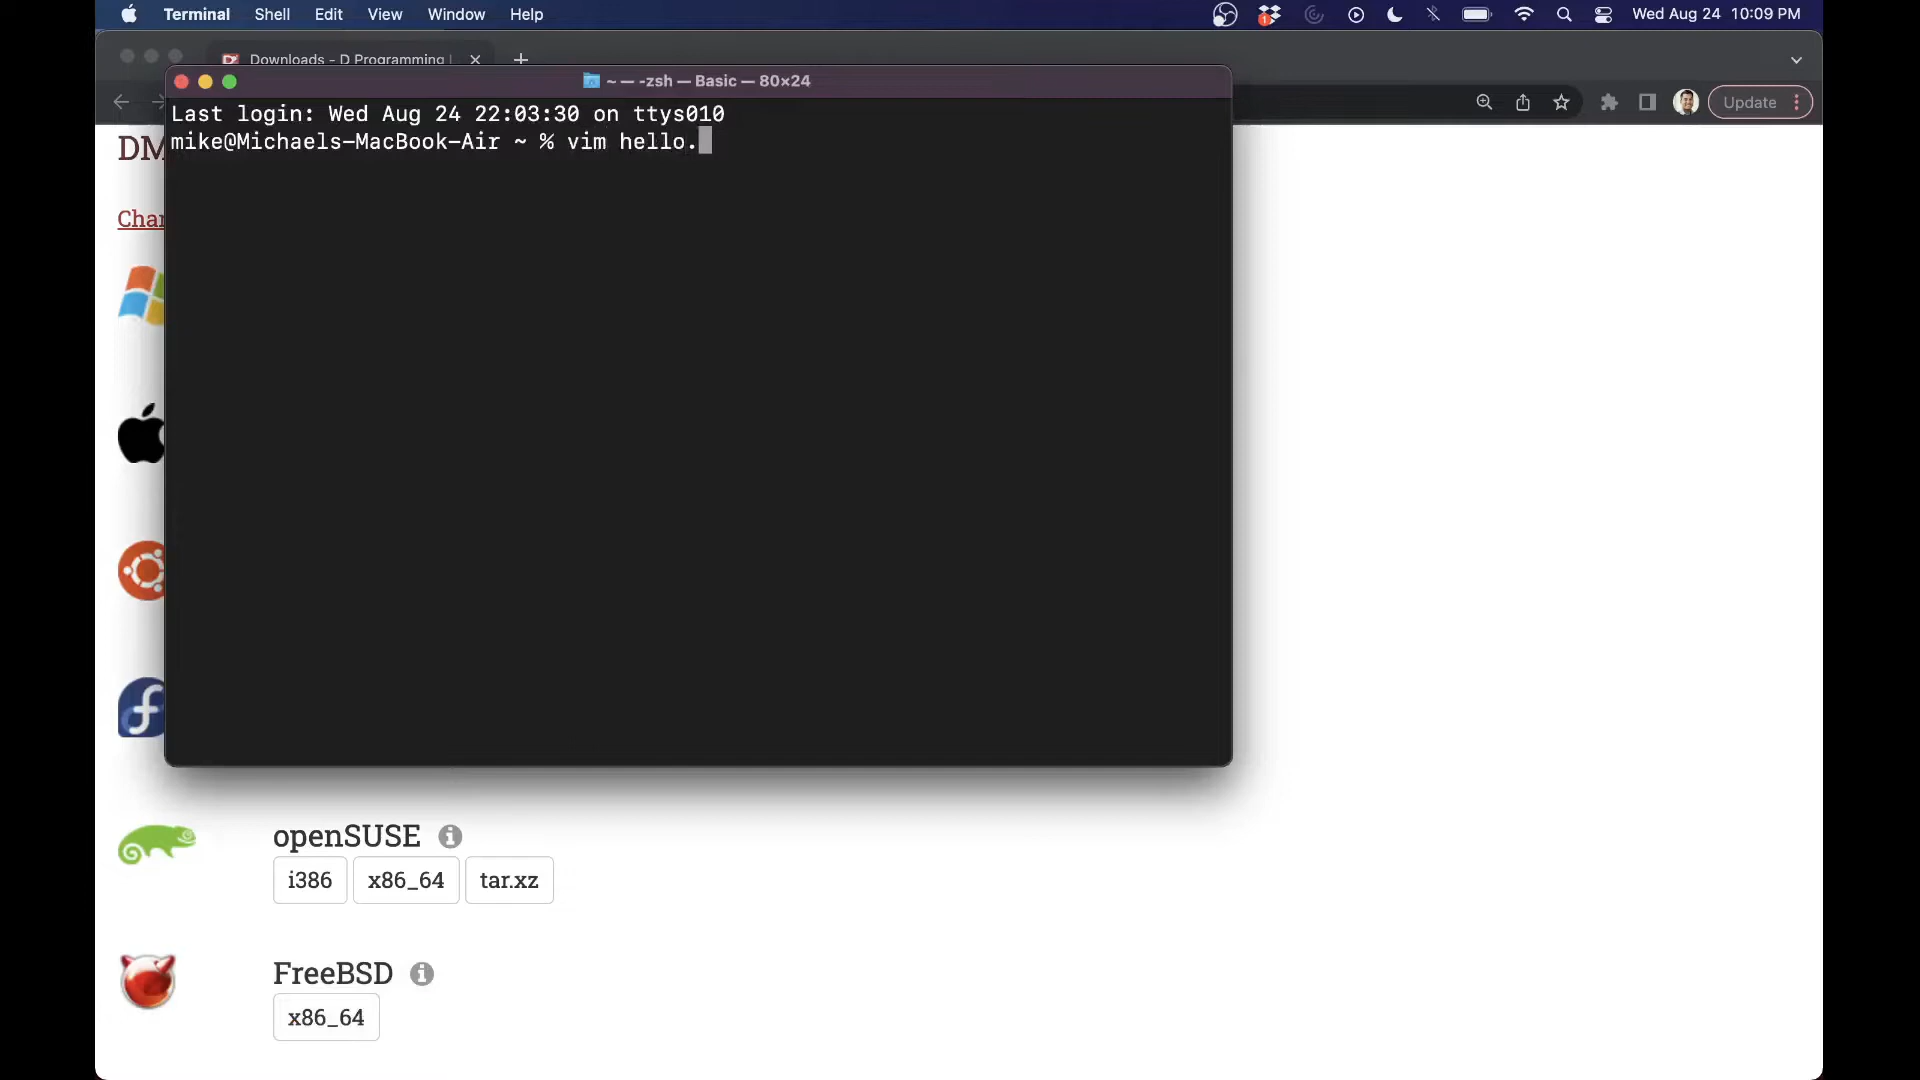 Terminal Shell Edit View Window Help
Wed Aug 24 10:09 PM
Downloads - D Programming
~ — -zsh — Basic — 80×24
Update
Last login: Wed Aug 24 22:03:30 on ttys010
mike@Michaels-MacBook-Air ~ % vim hello.
DM
Chan
openSUSE
i386 x86_64 tar.xz
FreeBSD
x86_64